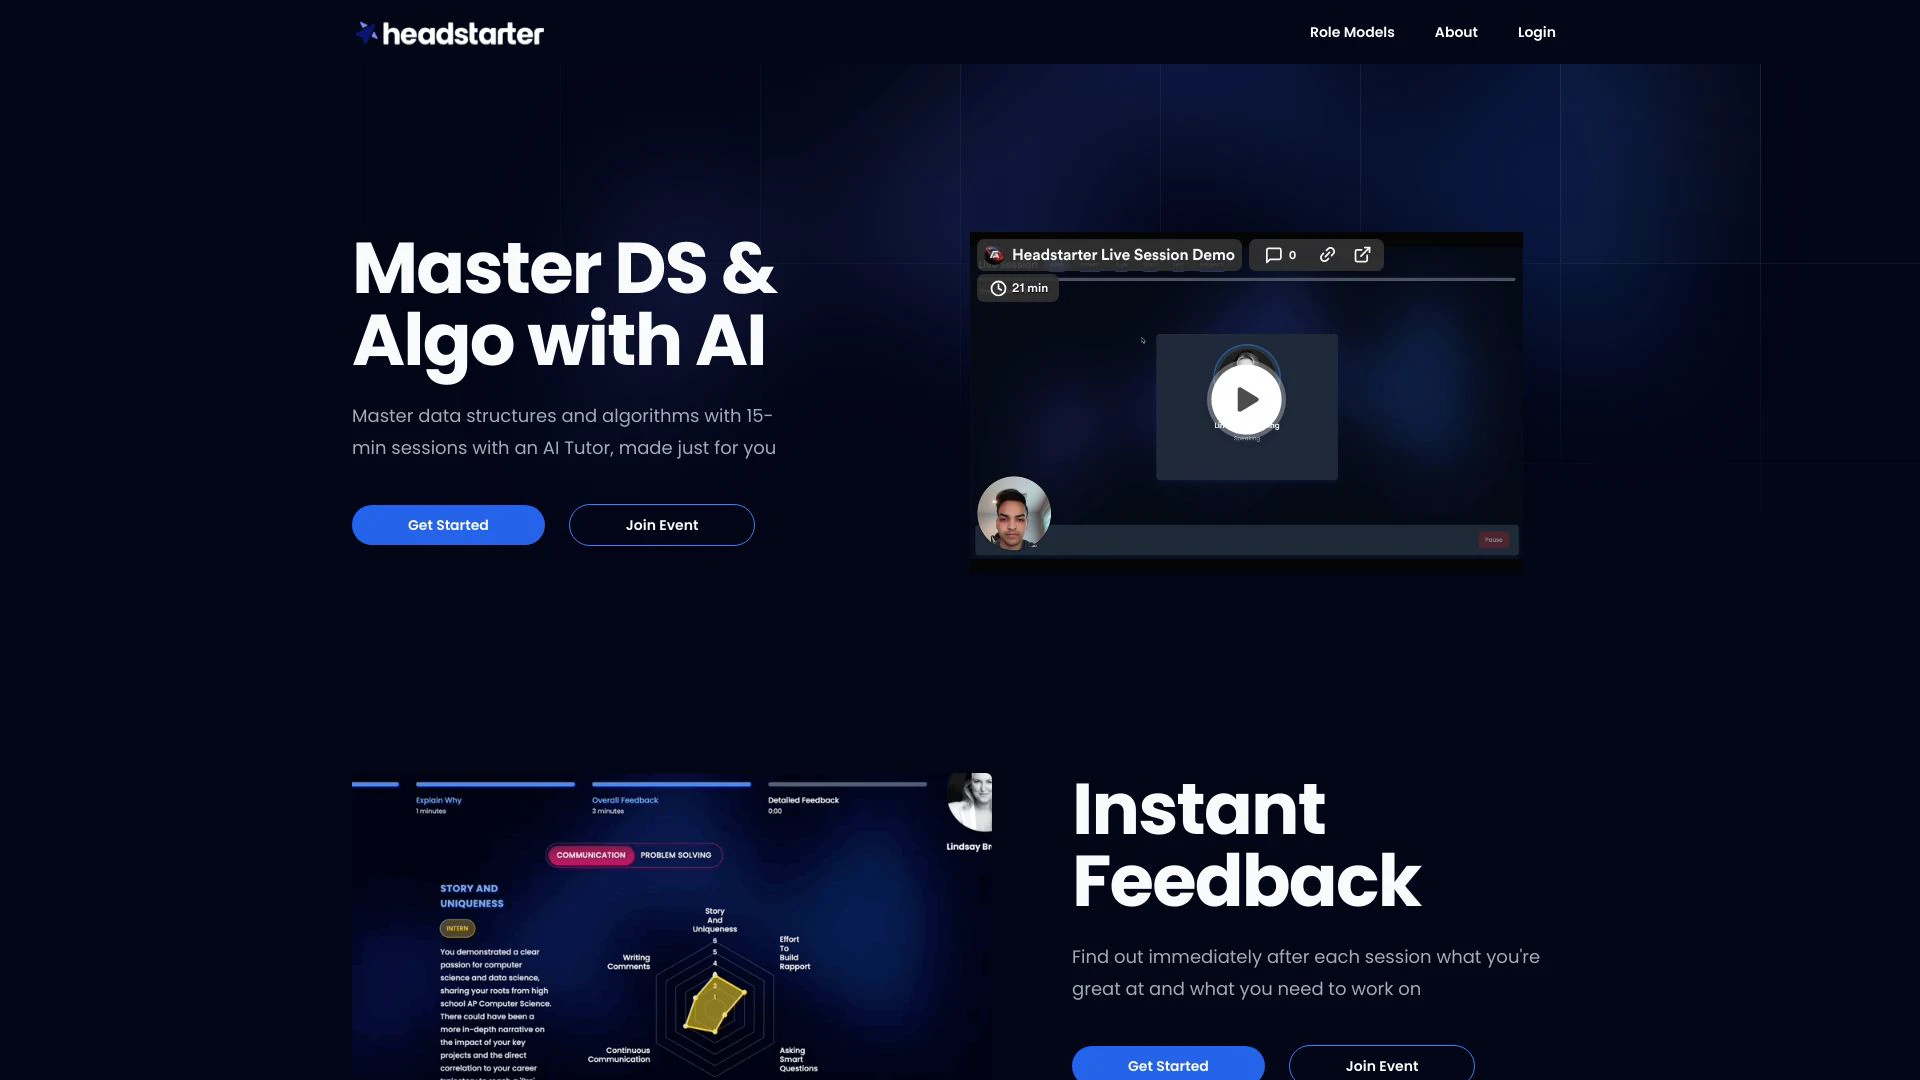 headstarter
Role Models
About
Login
Master DS &
Algo with AI
Master data structures and algorithms with 15-
min sessions with an AI Tutor, made just for you
Get Started
Join Event
Headstarter Live Session Demo
0
21 min
Speaking
Pause
Explain Why
1 minutes
Overall Feedback
3 minutes
Detailed Feedback
0:00
Lindsay Br
COMMUNICATION
PROBLEM SOLVING
STORY AND
UNIQUENESS
INTERN
You demonstrated a clear
passion for computer
science and data science,
sharing your roots from high
school AP Computer Science.
There could have been a
more in-depth narrative on
the impact of your key
projects and the direct
correlation to your career
Story
And
Uniqueness
Effort
To
Build
Rapport
Writing
Comments
6
5
4
2
1
Continuous
Communication
Asking
Smart
Questions
Instant
Feedback
Find out immediately after each session what you're
great at and what you need to work on
Get Started
Join Event